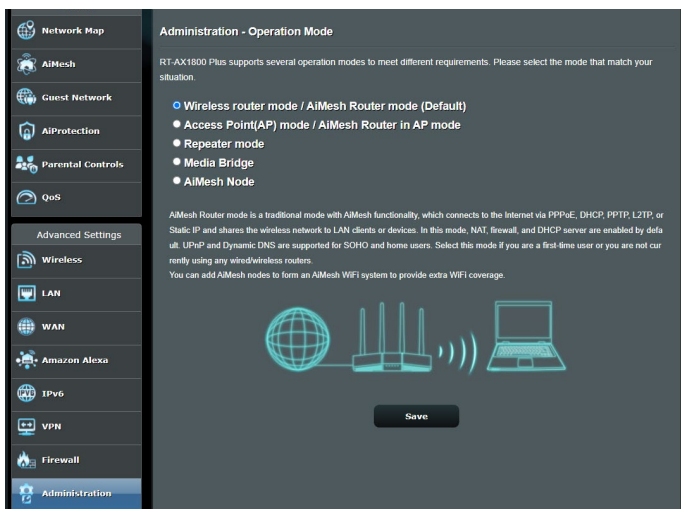 Network Map
AiMesh
Guest Network
AiProtection
Parental Controls
QoS
Advanced Settings
Wireless
LAN
WAN
Amazon Alexa
IPv6
VPN
Firewall
Administration
Administration - Operation Mode
RT-AX1800 Plus supports several operation modes to meet different requirements. Please select the mode that match your
situation.
Wireless router mode / AiMesh Router mode (Default)
Access Point(AP) mode / AiMesh Router in AP mode
Repeater mode
Media Bridge
AiMesh Node
AiMesh Router mode is a traditional mode with AiMesh functionality, which connects to the Internet via PPPoE, DHCP, PPTP, L2TP, or
Static IP and shares the wireless network to LAN clients or devices. In this mode, NAT, firewall, and DHCP server are enabled by defa
ult. UPnP and Dynamic DNS are supported for SOHO and home users. Select this mode if you are a first-time user or you are not cur
rently using any wired/wireless routers.
You can add AiMesh nodes to form an AiMesh WiFi system to provide extra WiFi coverage.
Save